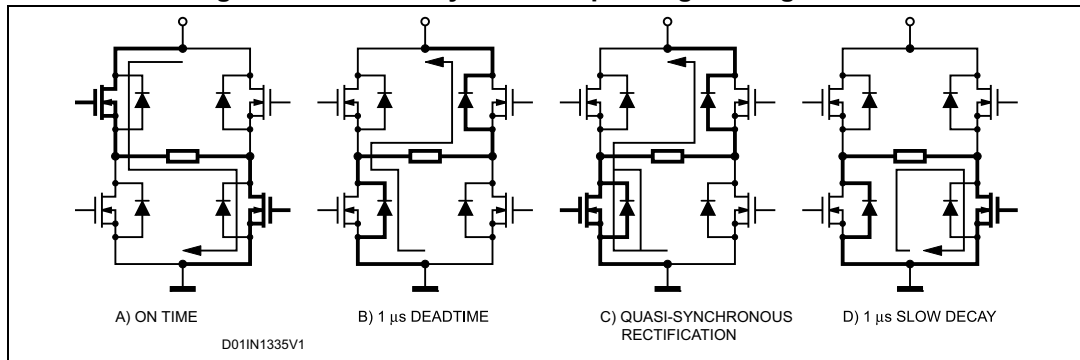 A) ON TIME
B) 1 μs DEADTIME
C) QUASI-SYNCHRONOUS
RECTIFICATION
D) 1 μs SLOW DECAY
D01IN1335V1